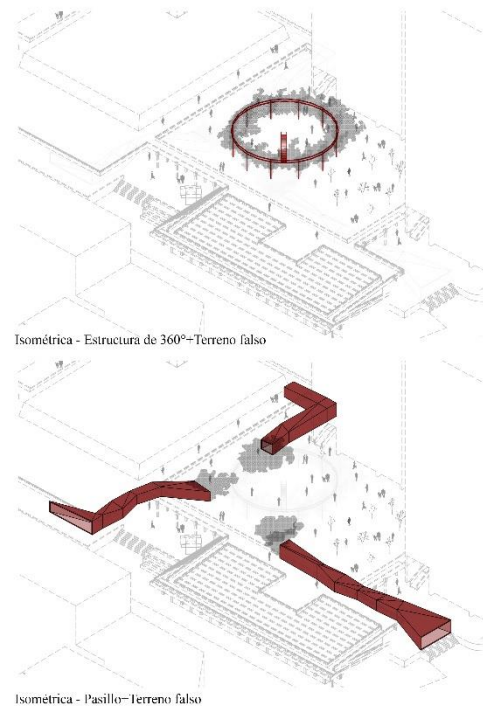 Isométrica - Estructura de 360°+Terreno falso
Isométrica - Pasillo+Terreno falso